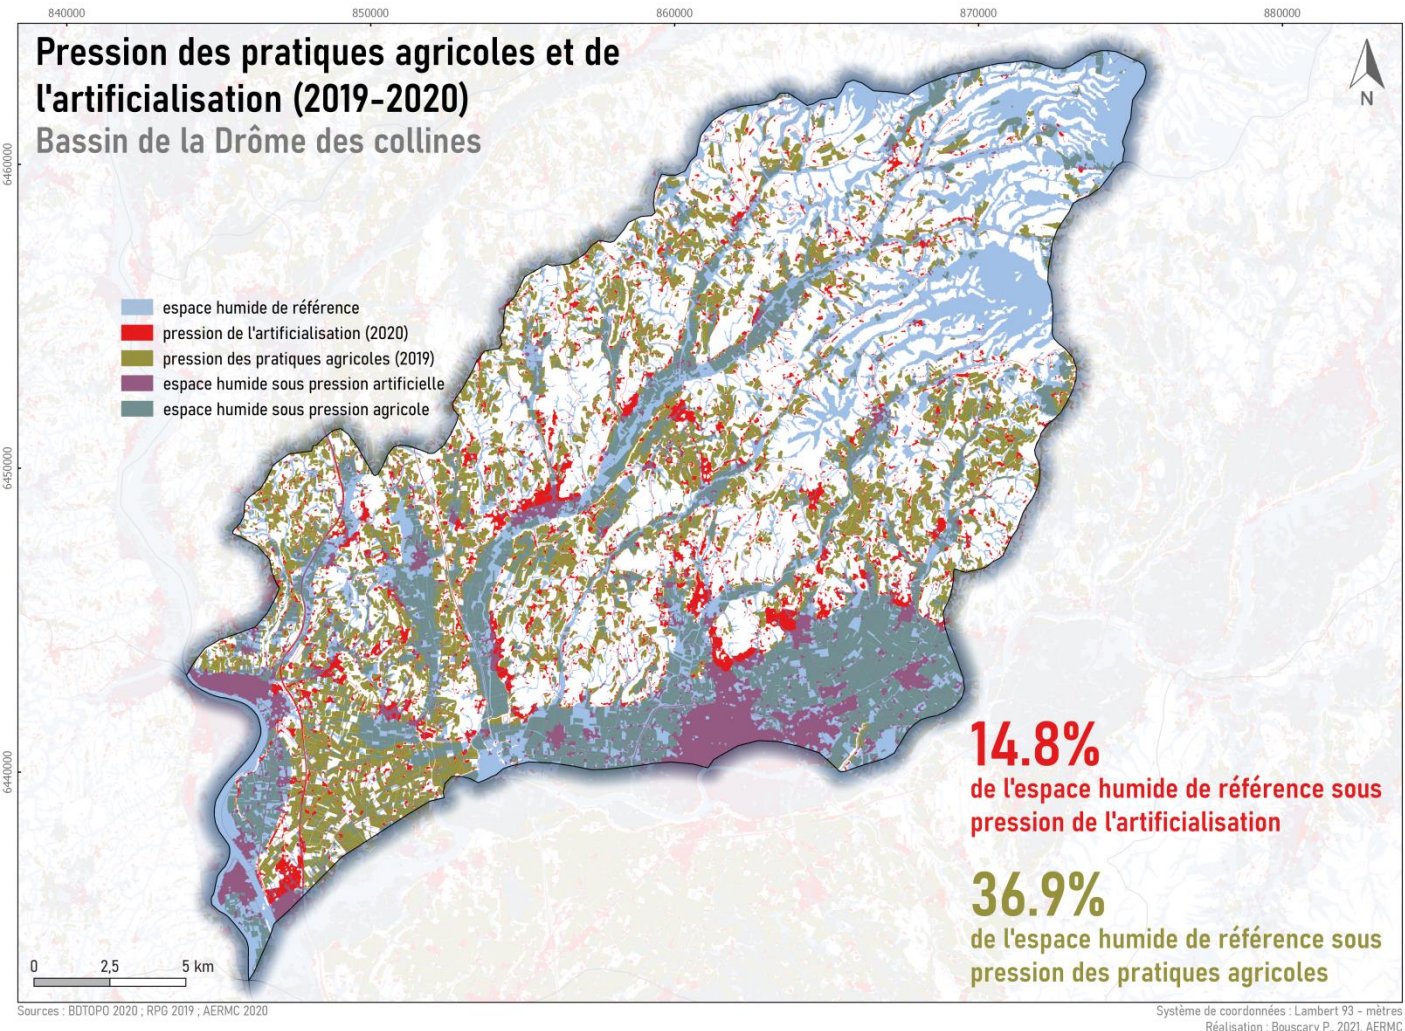 840000
850000
860000
870000
880000
Pression des pratiques agricoles et de
l'artificialisation (2019-2020)
Bassin de la Drôme des collines
N
6460000
espace humide de référence
pression de l'artificialisation (2020)
pression des pratiques agricoles (2019)
espace humide sous pression artificielle
espace humide sous pression agricole
6450000
6440000
14.8%
de l'espace humide de référence sous
pression de l'artificialisation
36.9%
de l'espace humide de référence sous
pression des pratiques agricoles
0 2,5 5 km
Sources : BDTOPO 2020 ; RPG 2019 ; AERMC 2020
Système de coordonnées : Lambert 93 - mètres
Réalisation : Bouscary P., 2021, AERMC